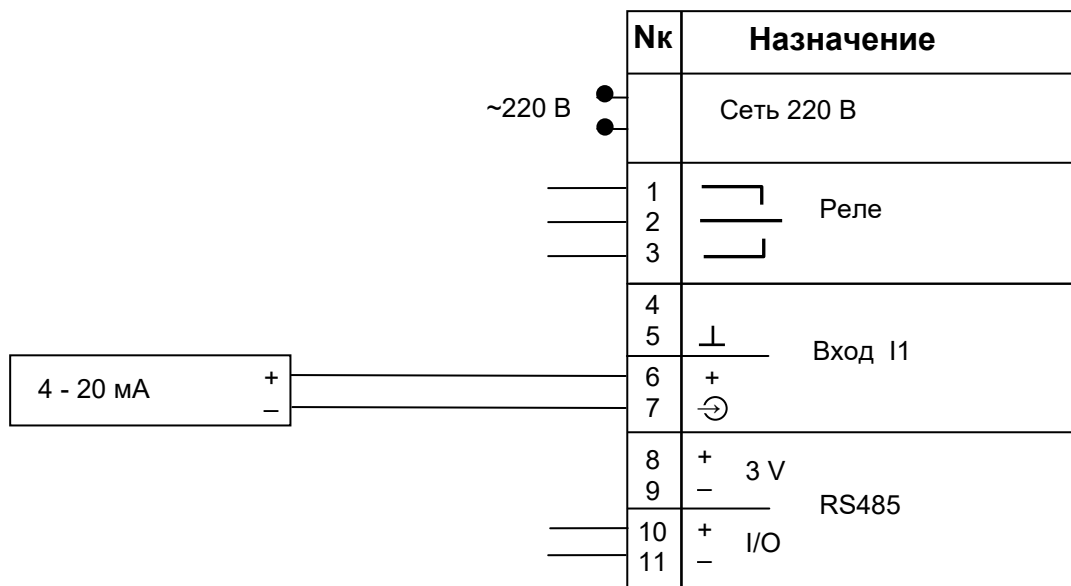 Nк Назначение
~220 В Сеть 220 В
1
2 Реле
3
4
5 ⊥
Вход I1
4 - 20 мА + 6 +
– 7
8 +
3 V
9 –
RS485
10 +
I/O
11 –